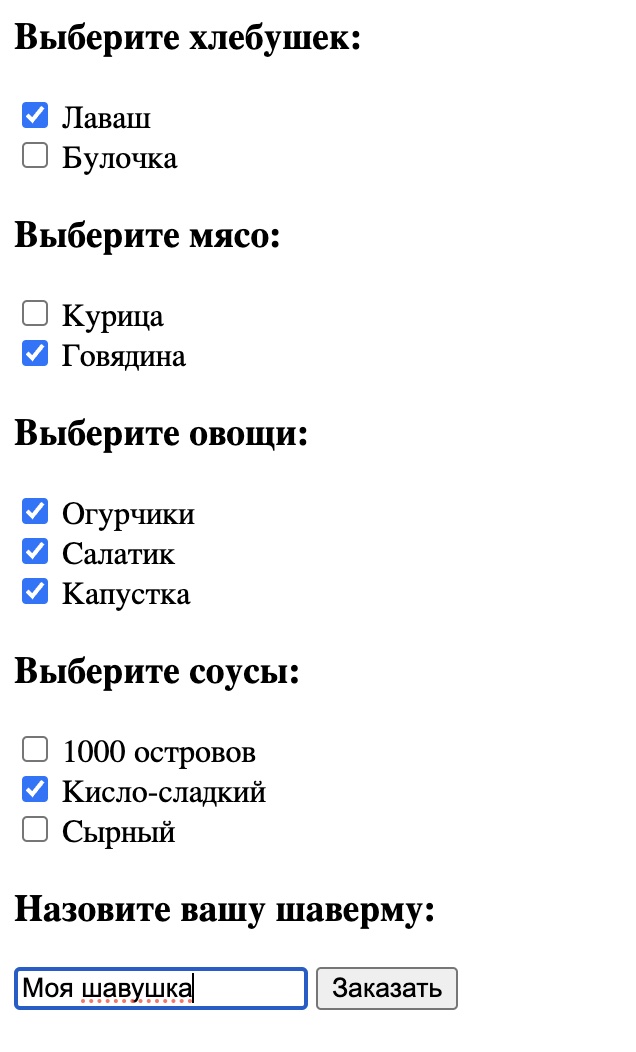 Выберите хлебушек:
Лаваш
Булочка
Выберите мясо:
Курица
Говядина
Выберите овощи:
Огурчики
Салатик
Капустка
Выберите соусы:
1000 островов
Кисло-сладкий
Сырный
Назовите вашу шаверму:
Моя шавушка Заказать